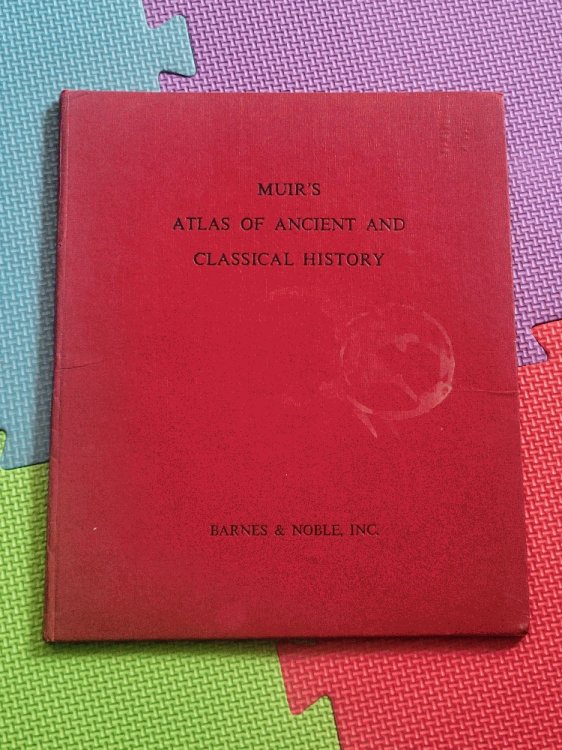 MUIR'S
ATLAS OF ANCIENT AND
CLASSICAL HISTORY
BARNES & NOBLE, INC.